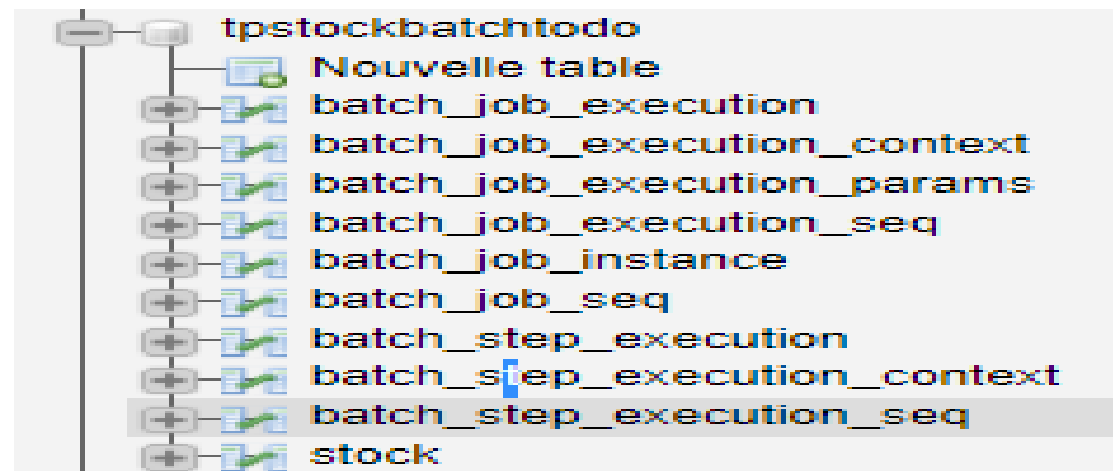 tpstockbatchtodo
Nouvelle table
batch_job_execution
batch_job_execution_context
batch_job_execution_params
batch_job_execution_seq
batch_job_instance
batch_job_seq
batch_step_execution
batch_step_execution_context
batch_step_execution_seq
stock